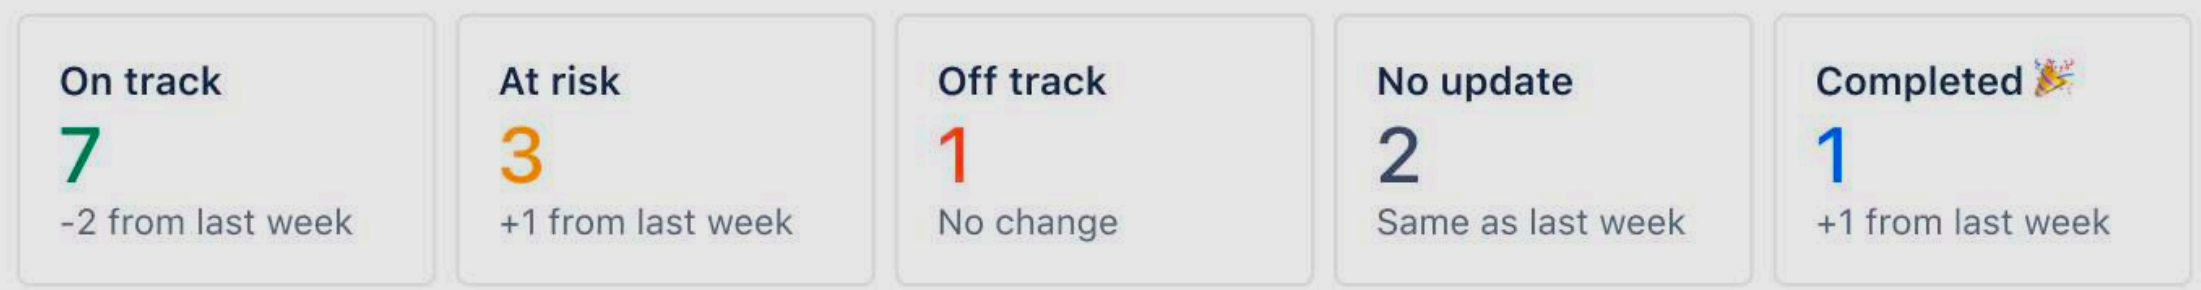 On track
7
-2 from last week
At risk
3
+1 from last week
Off track
1
No change
No update
2
Same as last week
Completed 🎉
1
+1 from last week